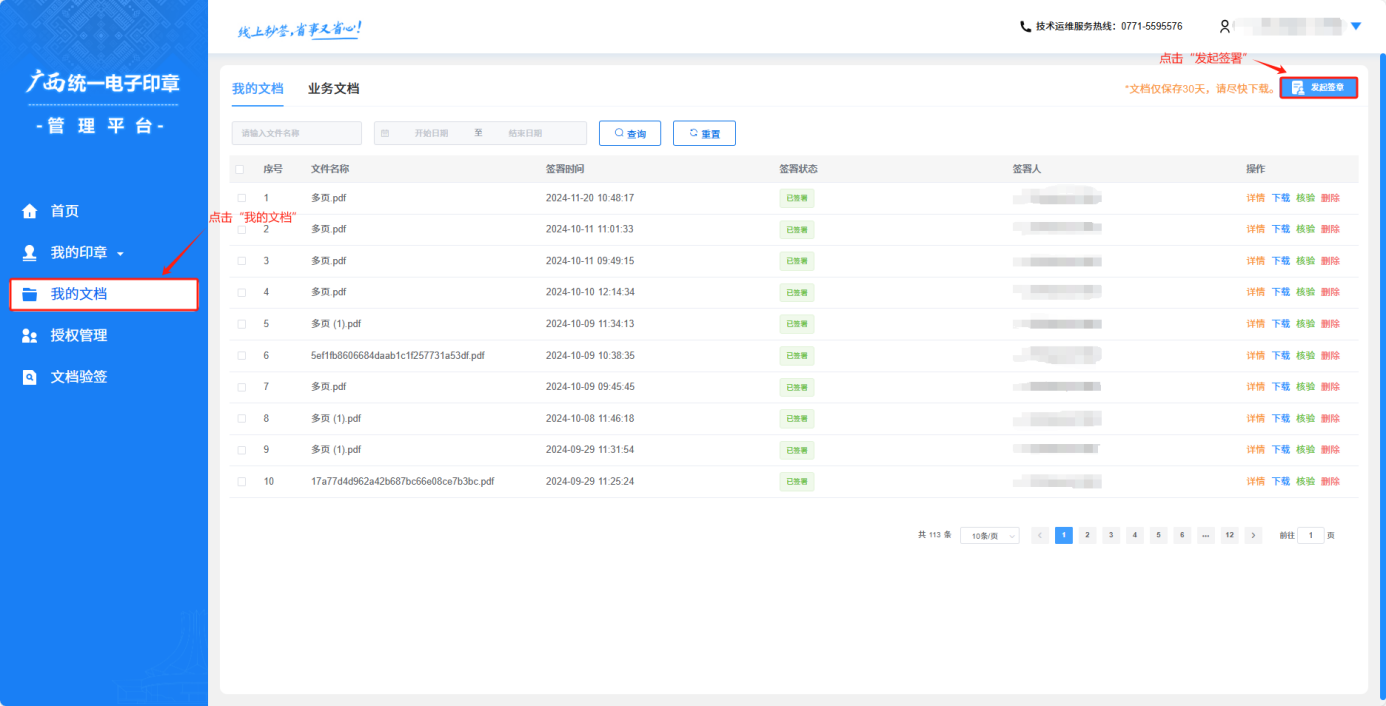 线上秒签,省事又省心!
技术运维服务热线：0771-5595576
广西统一电子印章
-管 理 平 台-
首页
我的印章
我的文档
授权管理
文档验签
点击“我的文档”
点击“发起签署”
我的文档 业务文档
*文档仅保存30天，请尽快下载。
发起签章
请输入文件名称 开始日期 至 结束日期 查询 重置
序号 文件名称 签署时间 签署状态 签署人 操作
1 多页.pdf 2024-11-20 10:48:17 已签署 详情 下载 核验 删除
2 多页.pdf 2024-10-11 11:01:33 已签署 详情 下载 核验 删除
3 多页.pdf 2024-10-11 09:49:15 已签署 详情 下载 核验 删除
4 多页.pdf 2024-10-10 12:14:34 已签署 详情 下载 核验 删除
5 多页 (1).pdf 2024-10-09 11:34:13 已签署 详情 下载 核验 删除
6 5ef1fb8606684daab1c1f257731a53df.pdf 2024-10-09 10:38:35 已签署 详情 下载 核验 删除
7 多页.pdf 2024-10-09 09:45:45 已签署 详情 下载 核验 删除
8 多页 (1).pdf 2024-10-08 11:46:18 已签署 详情 下载 核验 删除
9 多页 (1).pdf 2024-09-29 11:31:54 已签署 详情 下载 核验 删除
10 17a77d4d962a42b687bc66e08ce7b3bc.pdf 2024-09-29 11:25:24 已签署 详情 下载 核验 删除
共 113 条 10条/页 < 1 2 3 4 5 6 ... 12 > 前往 1 页